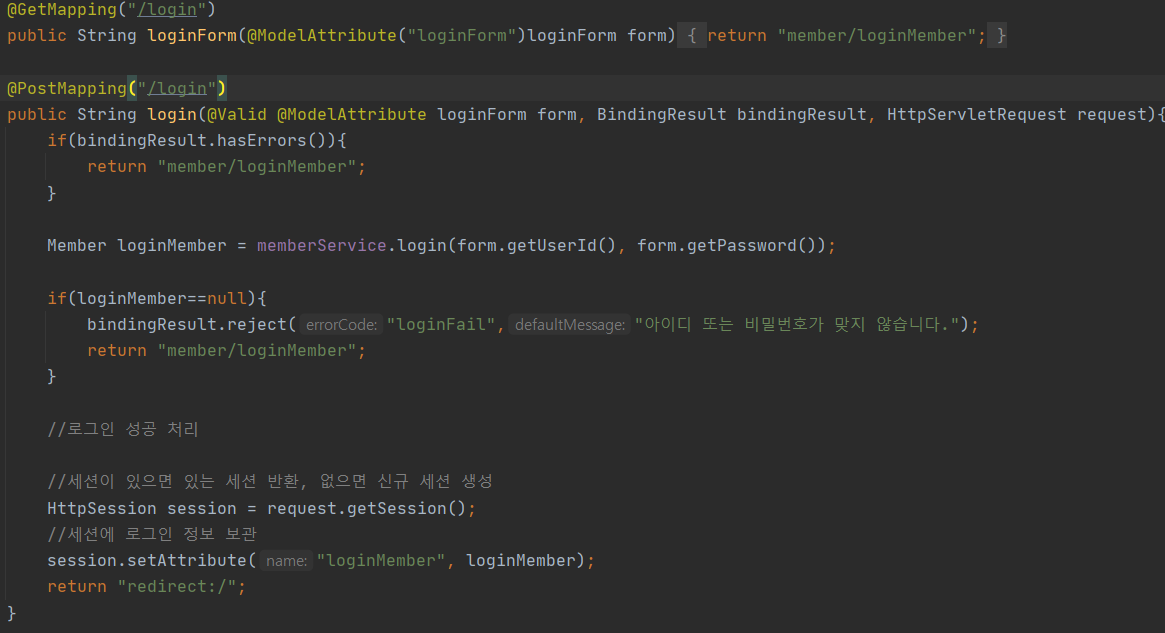 @GetMapping("/login")
public String loginForm(@ModelAttribute("loginForm")loginForm form) { return "member/loginMember"; }
@PostMapping("/login")
public String login(@Valid @ModelAttribute loginForm form, BindingResult bindingResult, HttpServletRequest request){
if(bindingResult.hasErrors()){
return "member/loginMember";
}
Member loginMember = memberService.login(form.getUserId(), form.getPassword());
if(loginMember==null){
bindingResult.reject( errorCode: "loginFail", defaultMessage: "아이디 또는 비밀번호가 맞지 않습니다.");
return "member/loginMember";
}
//로그인 성공 처리
//세션이 있으면 있는 세션 반환, 없으면 신규 세션 생성
HttpSession session = request.getSession();
//세션에 로그인 정보 보관
session.setAttribute( name: "loginMember", loginMember);
return "redirect:/";
}